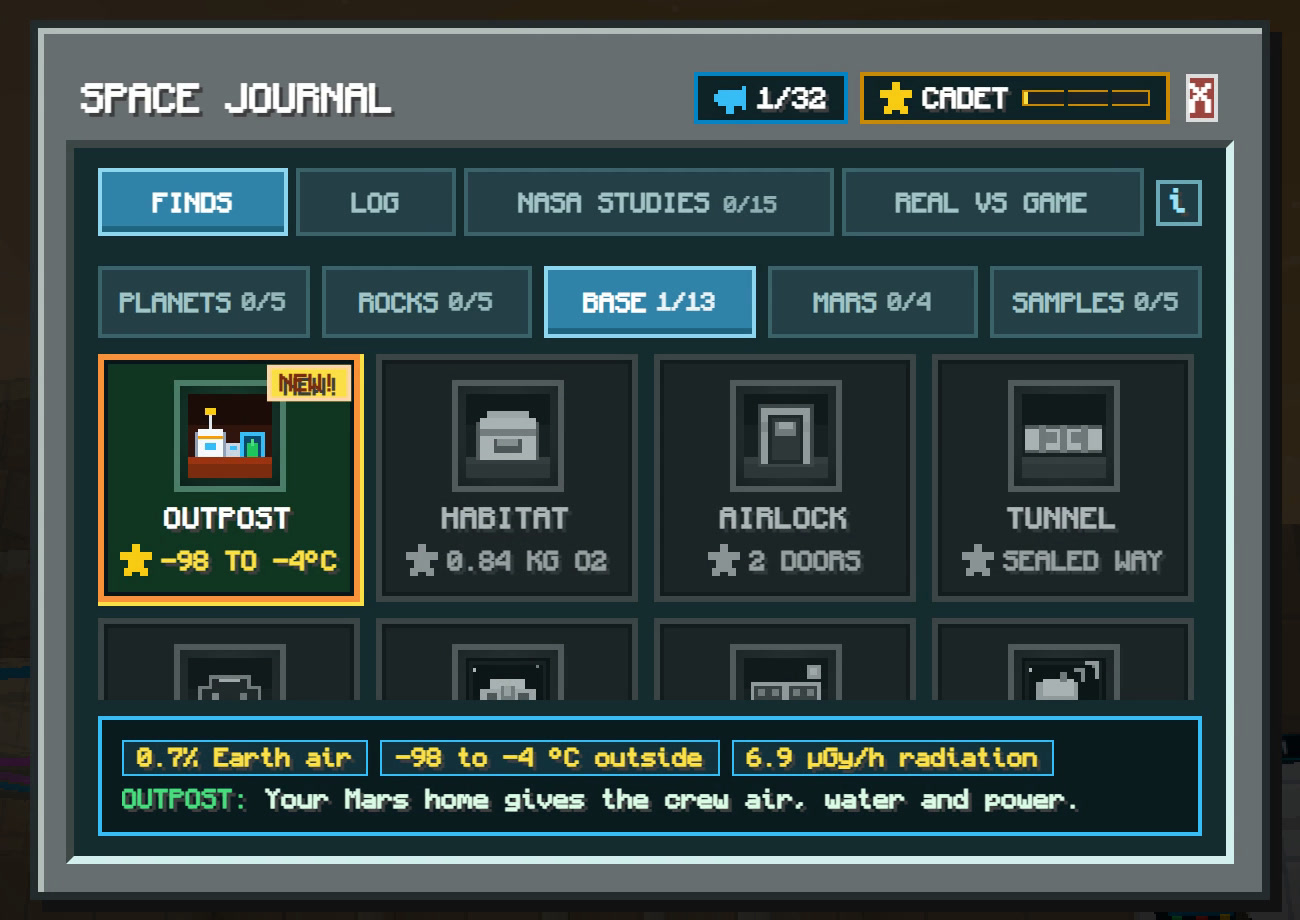 SPACE JOURNAL
1/32
CADET
X
FINDS
LOG
NASA STUDIES 0/15
REAL VS GAME
i
PLANETS 0/5
ROCKS 0/5
BASE 1/13
MARS 0/4
SAMPLES 0/5
NEW!
OUTPOST
-98 TO -4°C
HABITAT
0.84 KG O2
AIRLOCK
2 DOORS
TUNNEL
SEALED WAY
0.7% Earth air
-98 to -4 °C outside
6.9 µGy/h radiation
OUTPOST: Your Mars home gives the crew air, water and power.